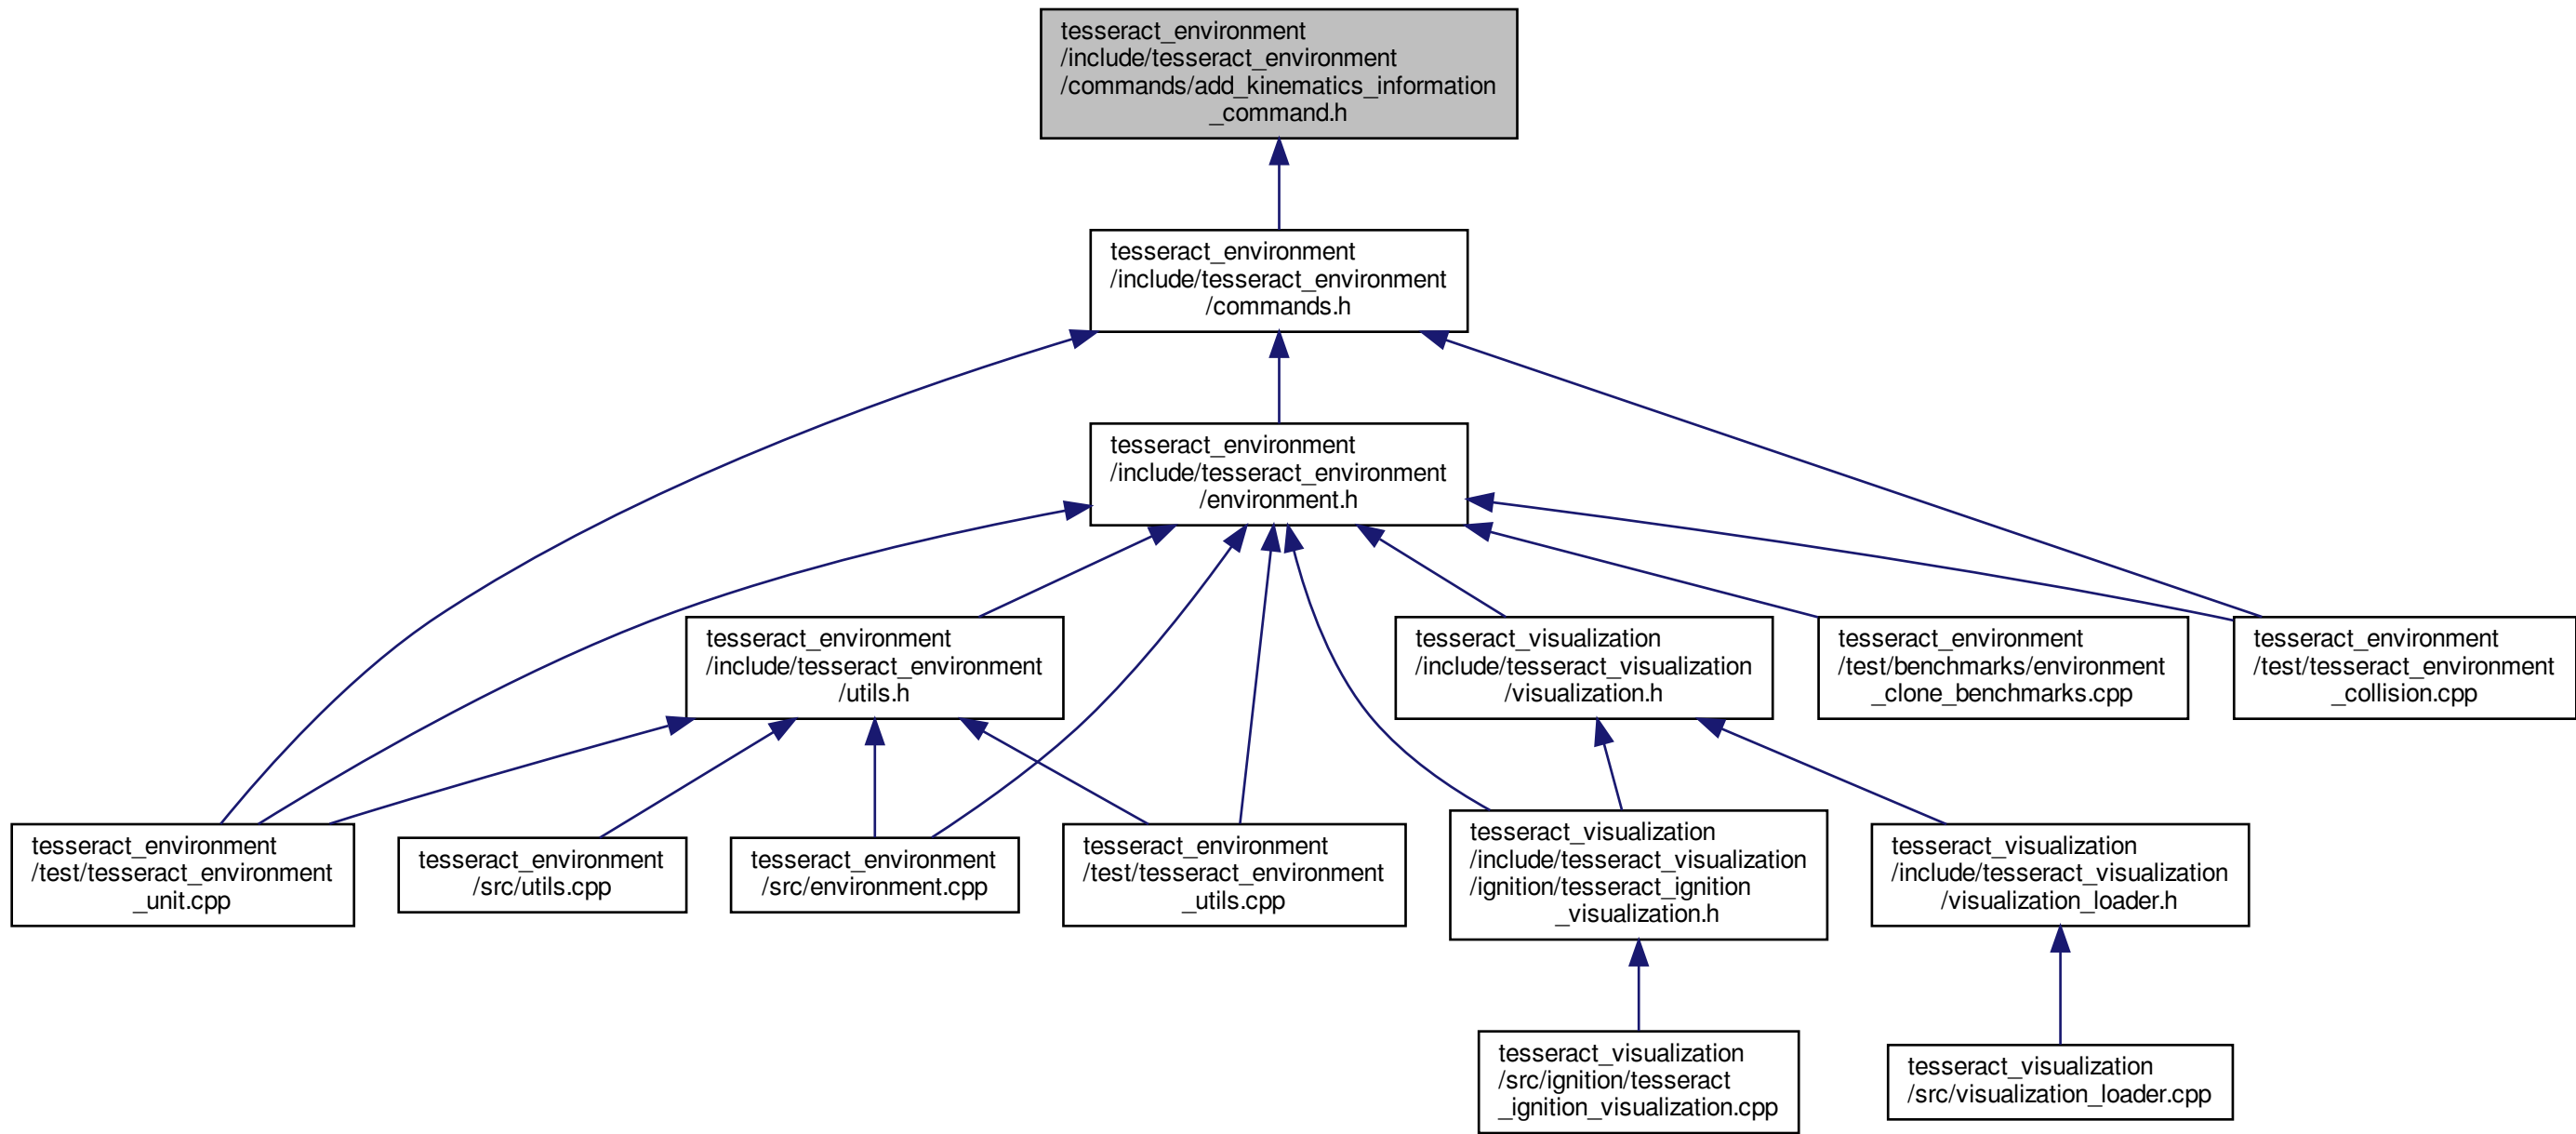 tesseract_environment
/include/tesseract_environment
/commands/add_kinematics_information
_command.h
tesseract_environment
/include/tesseract_environment
/commands.h
tesseract_environment
/include/tesseract_environment
/environment.h
tesseract_environment
/include/tesseract_environment
/utils.h
tesseract_visualization
/include/tesseract_visualization
/visualization.h
tesseract_environment
/test/benchmarks/environment
_clone_benchmarks.cpp
tesseract_environment
/test/tesseract_environment
_collision.cpp
tesseract_environment
/test/tesseract_environment
_unit.cpp
tesseract_environment
/src/utils.cpp
tesseract_environment
/src/environment.cpp
tesseract_environment
/test/tesseract_environment
_utils.cpp
tesseract_visualization
/include/tesseract_visualization
/ignition/tesseract_ignition
_visualization.h
tesseract_visualization
/include/tesseract_visualization
/visualization_loader.h
tesseract_visualization
/src/ignition/tesseract
_ignition_visualization.cpp
tesseract_visualization
/src/visualization_loader.cpp